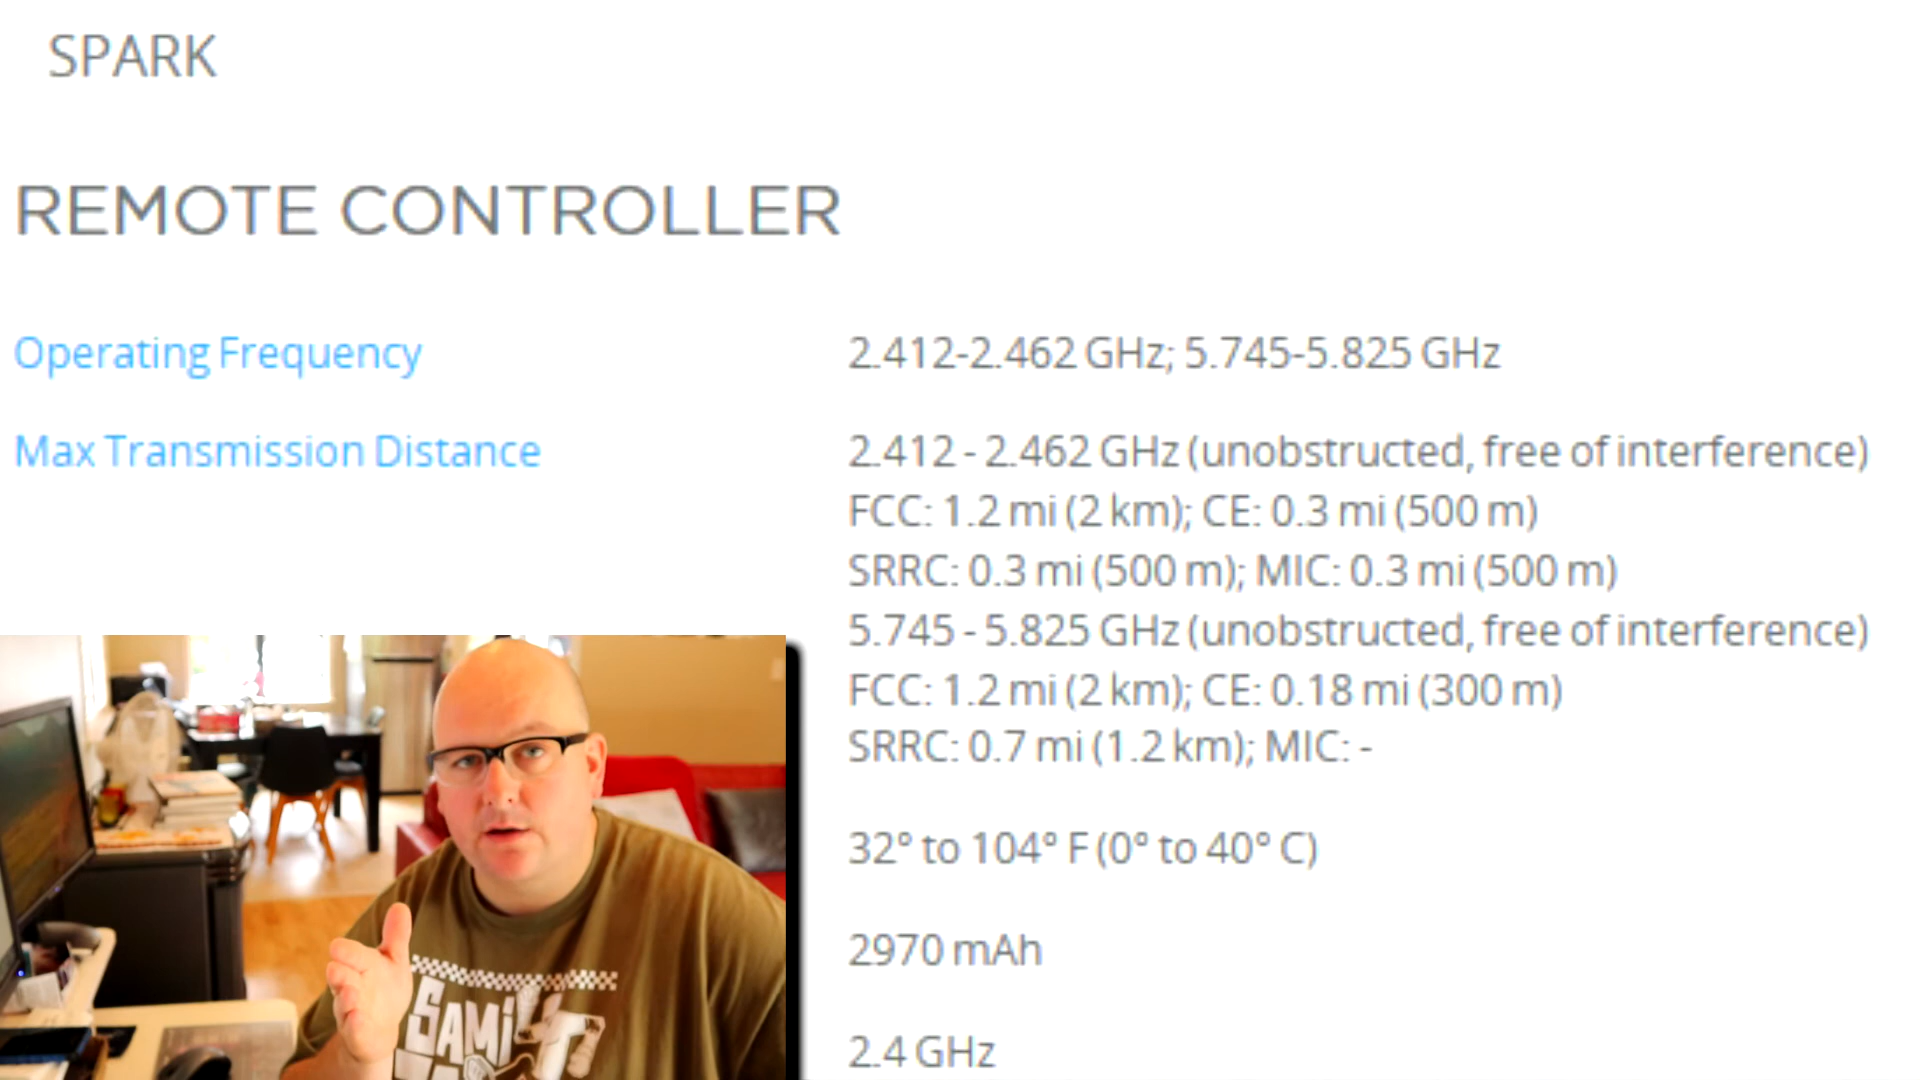 SPARK
REMOTE CONTROLLER
Operating Frequency 2.412-2.462 GHz; 5.745-5.825 GHz
Max Transmission Distance 2.412 - 2.462 GHz (unobstructed, free of interference)
FCC: 1.2 mi (2 km); CE: 0.3 mi (500 m)
SRRC: 0.3 mi (500 m); MIC: 0.3 mi (500 m)
5.745 - 5.825 GHz (unobstructed, free of interference)
FCC: 1.2 mi (2 km); CE: 0.18 mi (300 m)
SRRC: 0.7 mi (1.2 km); MIC: -
32° to 104° F (0° to 40° C)
2970 mAh
2.4 GHz
SAMi